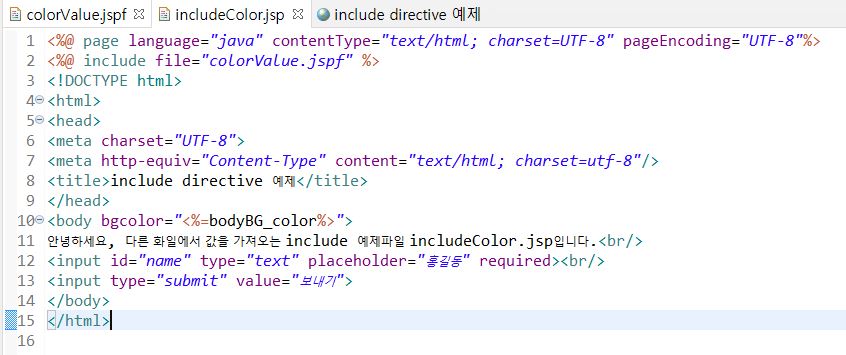 colorValue.jspf includeColor.jsp include directive 예제
1 <%@ page language="java" contentType="text/html; charset=UTF-8" pageEncoding="UTF-8"%>
2 <%@ include file="colorValue.jspf" %>
3 <!DOCTYPE html>
4 <html>
5 <head>
6 <meta charset="UTF-8">
7 <meta http-equiv="Content-Type" content="text/html; charset=utf-8"/>
8 <title>include directive 예제</title>
9 </head>
10 <body bgcolor="<%=bodyBG_color%>">
11 안녕하세요, 다른 화일에서 값을 가져오는 include 예제파일 includeColor.jsp입니다.<br/>
12 <input id="name" type="text" placeholder="홍길동" required><br/>
13 <input type="submit" value="보내기">
14 </body>
15 </html>
16